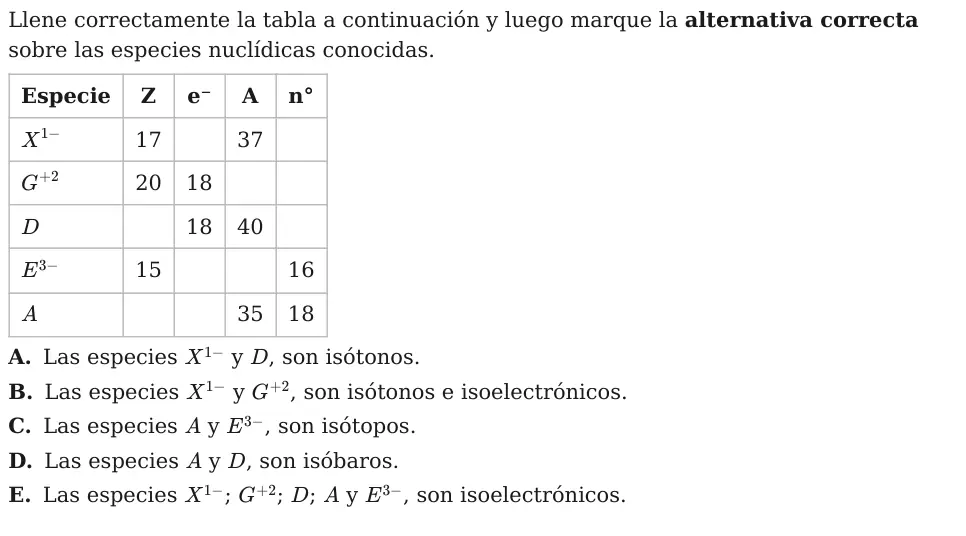 Llene correctamente la tabla a continuación y luego marque la alternativa correcta
sobre las especies nuclídicas conocidas.
Especie Z e⁻ A n°
X¹⁻ 17 37
G⁺² 20 18
D 18 40
E³⁻ 15 16
A 35 18
A. Las especies X¹⁻ y D, son isótonos.
B. Las especies X¹⁻ y G⁺², son isótonos e isoelectrónicos.
C. Las especies A y E³⁻, son isótopos.
D. Las especies A y D, son isóbaros.
E. Las especies X¹⁻; G⁺²; D; A y E³⁻, son isoelectrónicos.